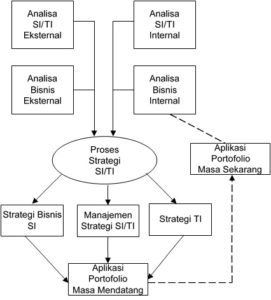 Analisa
SI/TI
Eksternal
Analisa
SI/TI
Internal
Analisa
Bisnis
Eksternal
Analisa
Bisnis
Internal
Proses
Strategi
SI/TI
Aplikasi
Portofolio
Masa Sekarang
Strategi Bisnis
SI
Manajemen
Strategi SI/TI
Strategi TI
Aplikasi
Portofolio
Masa Mendatang